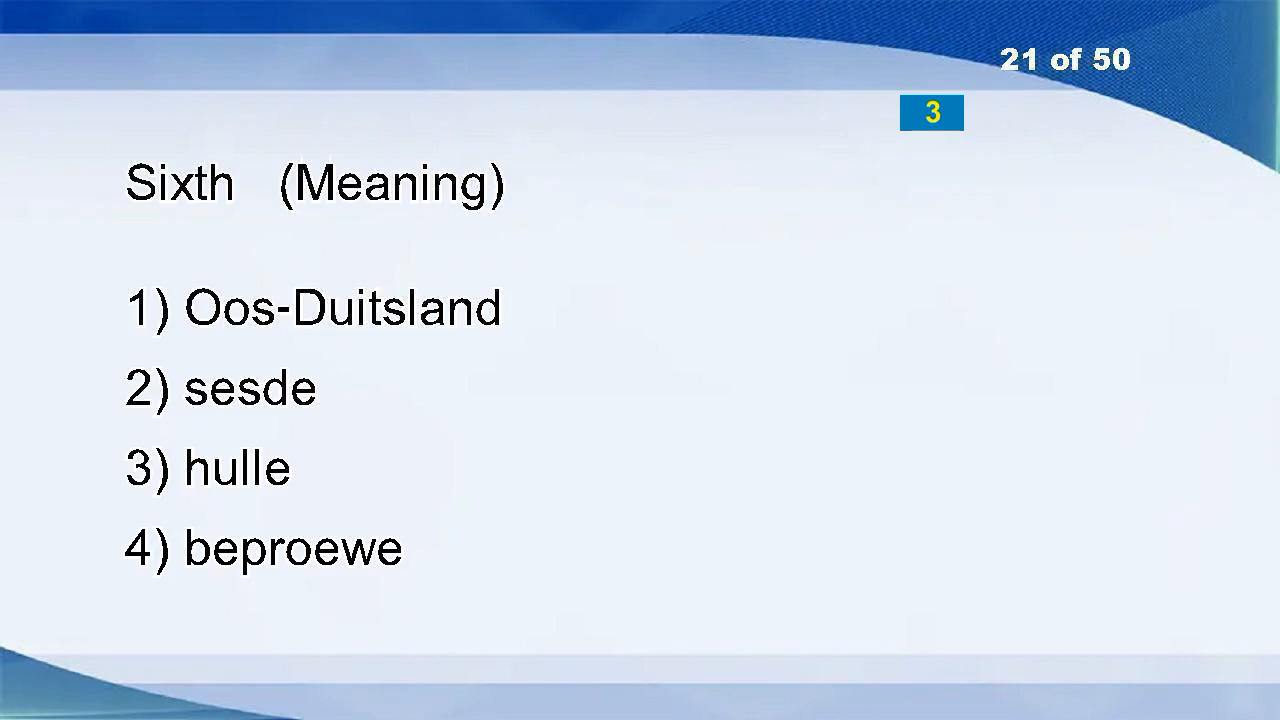 21 of 50
3
Sixth (Meaning)
1) Oos-Duitsland
2) sesde
3) hulle
4) beproewe